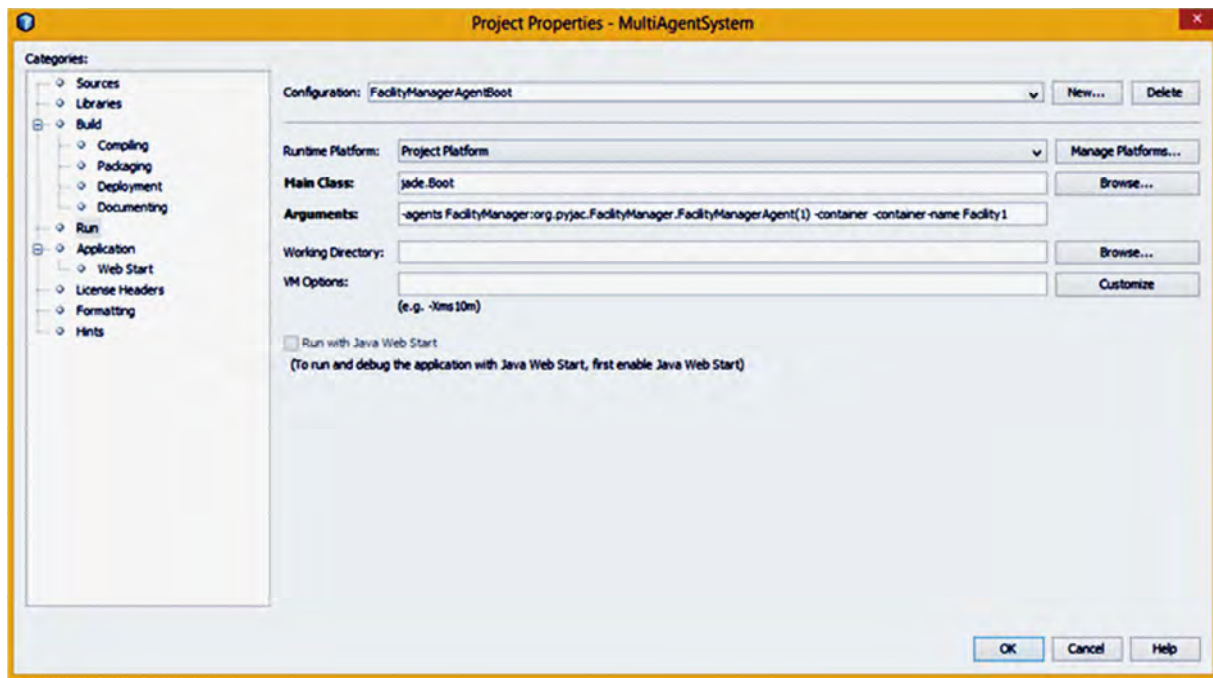 Project Properties - MultiAgentSystem
Categories:
Sources
Libraries
Build
Compiling
Packaging
Deployment
Documenting
Run
Application
Web Start
License Headers
Formatting
Hints
Configuration: FacilityManagerAgentBoot New... Delete
Runtime Platform: Project Platform Manage Platforms...
Main Class: jade.Boot Browse...
Arguments: -agents FacilityManager:org.pyjac.FacilityManager.FacilityManagerAgent(1) -container -container-name Facility1
Working Directory: Browse...
VM Options: Customize
(e.g. -Xms10m)
Run with Java Web Start
(To run and debug the application with Java Web Start, first enable Java Web Start)
OK Cancel Help